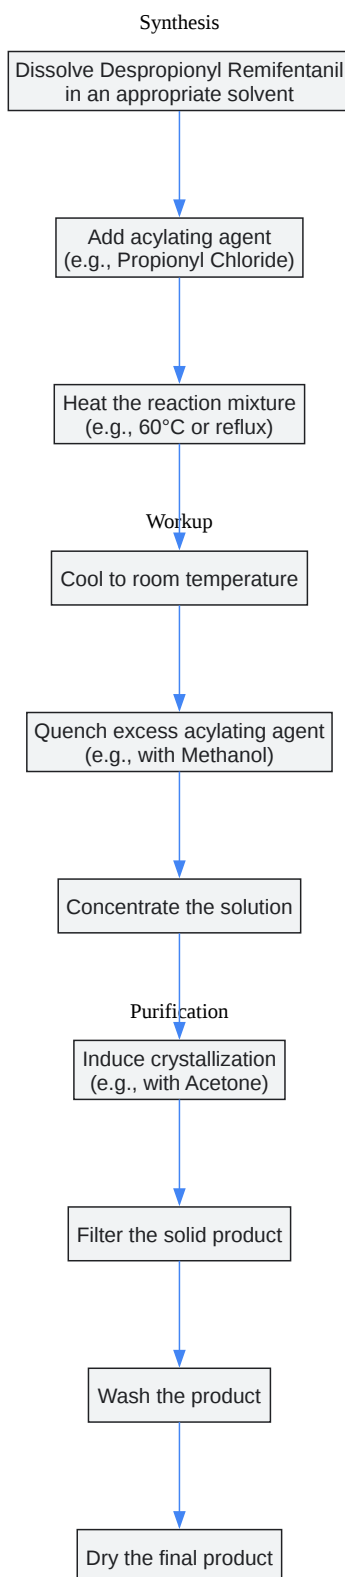 Synthesis
Dissolve Despropionyl Remifentanil
in an appropriate solvent
Add acylating agent
(e.g., Propionyl Chloride)
Heat the reaction mixture
(e.g., 60°C or reflux)
Workup
Cool to room temperature
Quench excess acylating agent
(e.g., with Methanol)
Concentrate the solution
Purification
Induce crystallization
(e.g., with Acetone)
Filter the solid product
Wash the product
Dry the final product